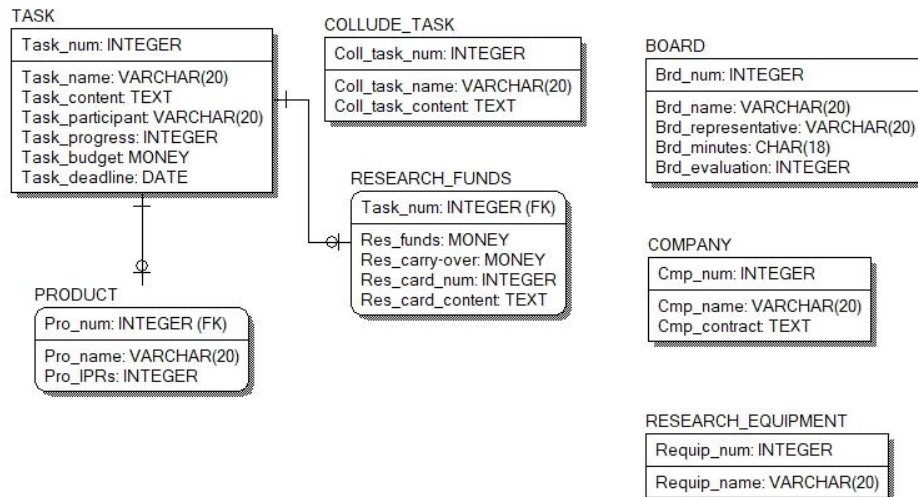 TASK
Task_num: INTEGER
Task_name: VARCHAR(20)
Task_content: TEXT
Task_participant: VARCHAR(20)
Task_progress: INTEGER
Task_budget: MONEY
Task_deadline: DATE
COLLUDE_TASK
Coll_task_num: INTEGER
Coll_task_name: VARCHAR(20)
Coll_task_content: TEXT
BOARD
Brd_num: INTEGER
Brd_name: VARCHAR(20)
Brd_representative: VARCHAR(20)
Brd_minutes: CHAR(18)
Brd_evaluation: INTEGER
RESEARCH_FUNDS
Task_num: INTEGER (FK)
Res_funds: MONEY
Res_carry-over: MONEY
Res_card_num: INTEGER
Res_card_content: TEXT
COMPANY
Cmp_num: INTEGER
Cmp_name: VARCHAR(20)
Cmp_contract: TEXT
PRODUCT
Pro_num: INTEGER (FK)
Pro_name: VARCHAR(20)
Pro_IPRs: INTEGER
RESEARCH_EQUIPMENT
Requip_num: INTEGER
Requip_name: VARCHAR(20)